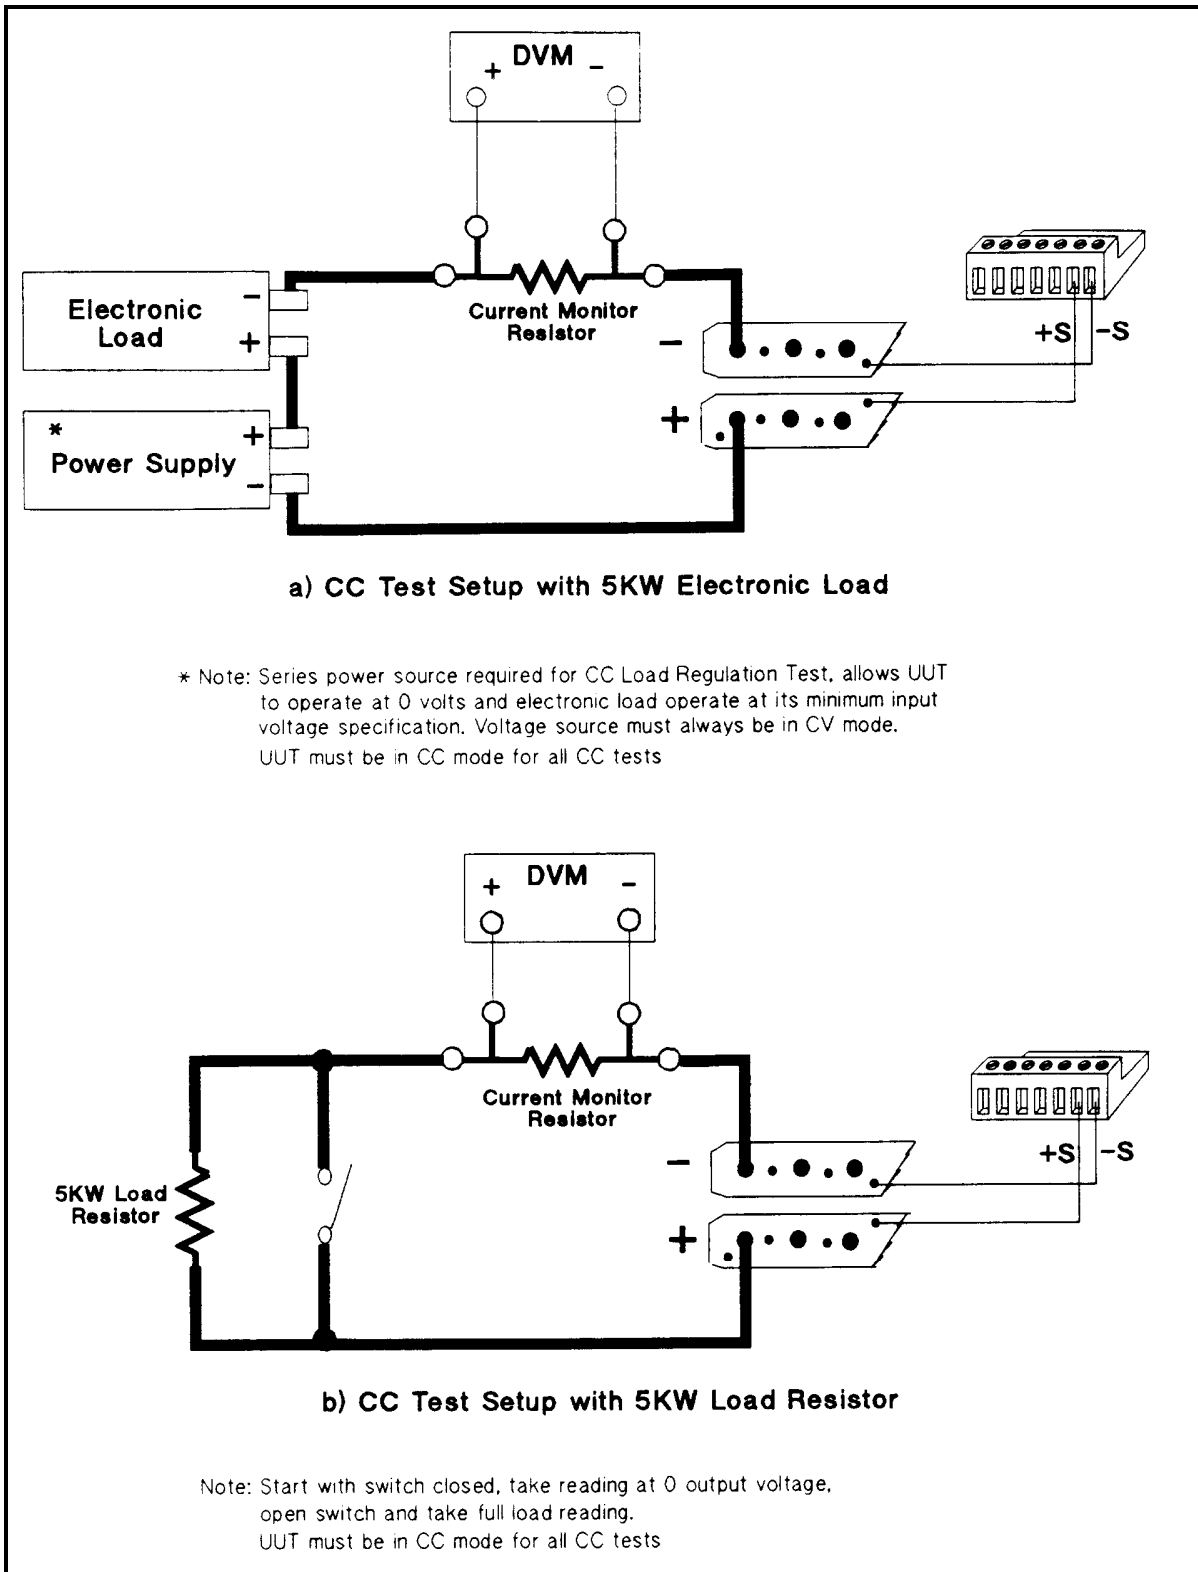 DVM
+ -
Electronic
Load
-
+
Current Monitor
Resistor
-
+S -S
+
*
Power Supply
+
-
a) CC Test Setup with 5KW Electronic Load
* Note: Series power source required for CC Load Regulation Test, allows UUT
to operate at 0 volts and electronic load operate at its minimum input
voltage specification. Voltage source must always be in CV mode.
UUT must be in CC mode for all CC tests
DVM
+ -
Current Monitor
Resistor
-
+S -S
5KW Load
Resistor
+
b) CC Test Setup with 5KW Load Resistor
Note: Start with switch closed, take reading at 0 output voltage,
open switch and take full load reading.
UUT must be in CC mode for all CC tests